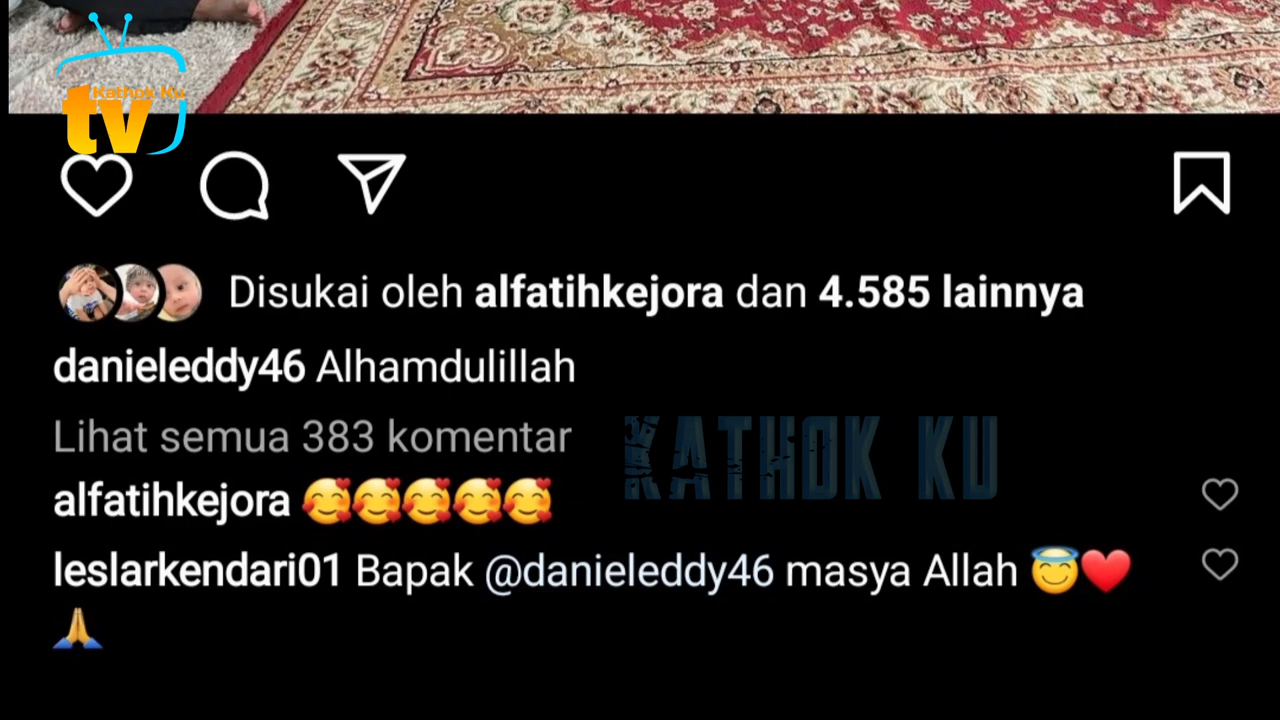 Kathok Ku
tv
Disukai oleh alfatihkejora dan 4.585 lainnya
danieleddy46 Alhamdulillah
Lihat semua 383 komentar
KATHOK KU
alfatihkejora 🥰🥰🥰🥰🥰
leslarkendari01 Bapak @danieleddy46 masya Allah 😇❤️
🙏